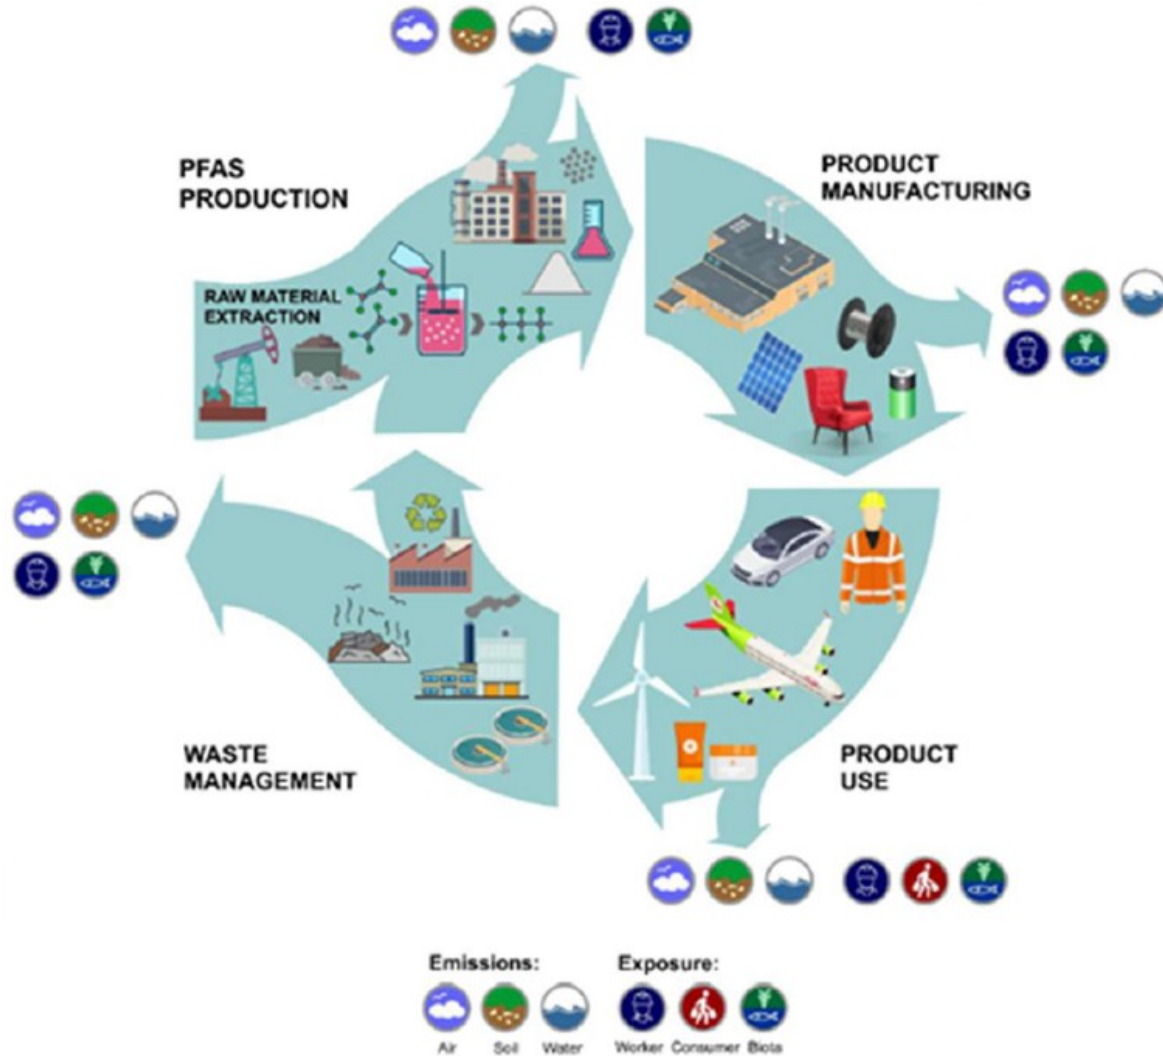 PFAS
PRODUCTION
PRODUCT
MANUFACTURING
RAW MATERIAL
EXTRACTION
WASTE
MANAGEMENT
PRODUCT
USE
Emissions:
Exposure:
Air
Soil
Water
Worker
Consumer
Biota